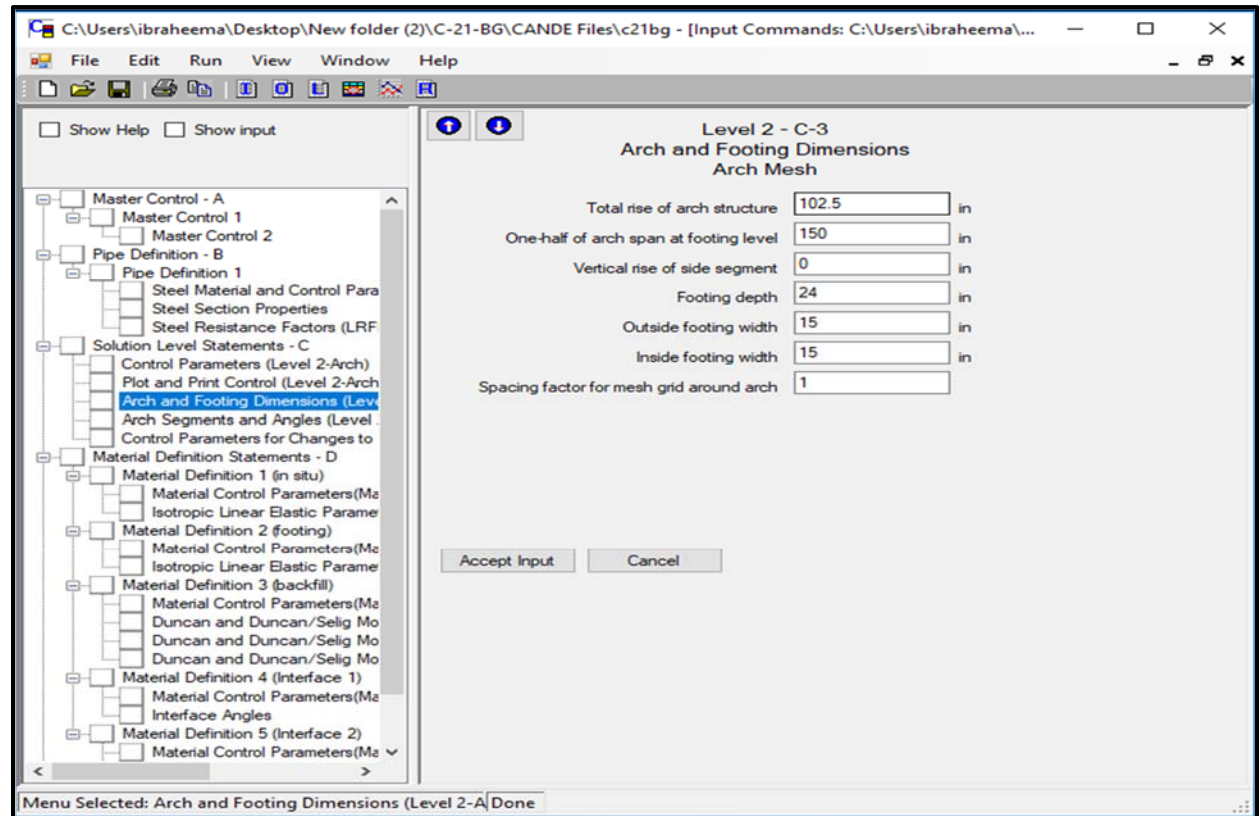 C:\Users\ibraheema\Desktop\New folder (2)\C-21-BG\CANDE Files\c21bg - [Input Commands: C:\Users\ibraheema\...
File Edit Run View Window Help
Show Help Show input
Master Control - A
Master Control 1
Master Control 2
Pipe Definition - B
Pipe Definition 1
Steel Material and Control Para
Steel Section Properties
Steel Resistance Factors (LRF
Solution Level Statements - C
Control Parameters (Level 2-Arch)
Plot and Print Control (Level 2-Arch
Arch and Footing Dimensions (Leve
Arch Segments and Angles (Level .
Control Parameters for Changes to
Material Definition Statements - D
Material Definition 1 (in situ)
Material Control Parameters(Ma
Isotropic Linear Elastic Parame
Material Definition 2 (footing)
Material Control Parameters(Ma
Isotropic Linear Elastic Parame
Material Definition 3 (backfill)
Material Control Parameters(Ma
Duncan and Duncan/Selig Mo
Duncan and Duncan/Selig Mo
Duncan and Duncan/Selig Mo
Material Definition 4 (Interface 1)
Material Control Parameters(Ma
Interface Angles
Material Definition 5 (Interface 2)
Material Control Parameters(Ma
Level 2 - C-3
Arch and Footing Dimensions
Arch Mesh
Total rise of arch structure 102.5 in
One-half of arch span at footing level 150 in
Vertical rise of side segment 0 in
Footing depth 24 in
Outside footing width 15 in
Inside footing width 15 in
Spacing factor for mesh grid around arch 1
Accept Input Cancel
Menu Selected: Arch and Footing Dimensions (Level 2-A Done